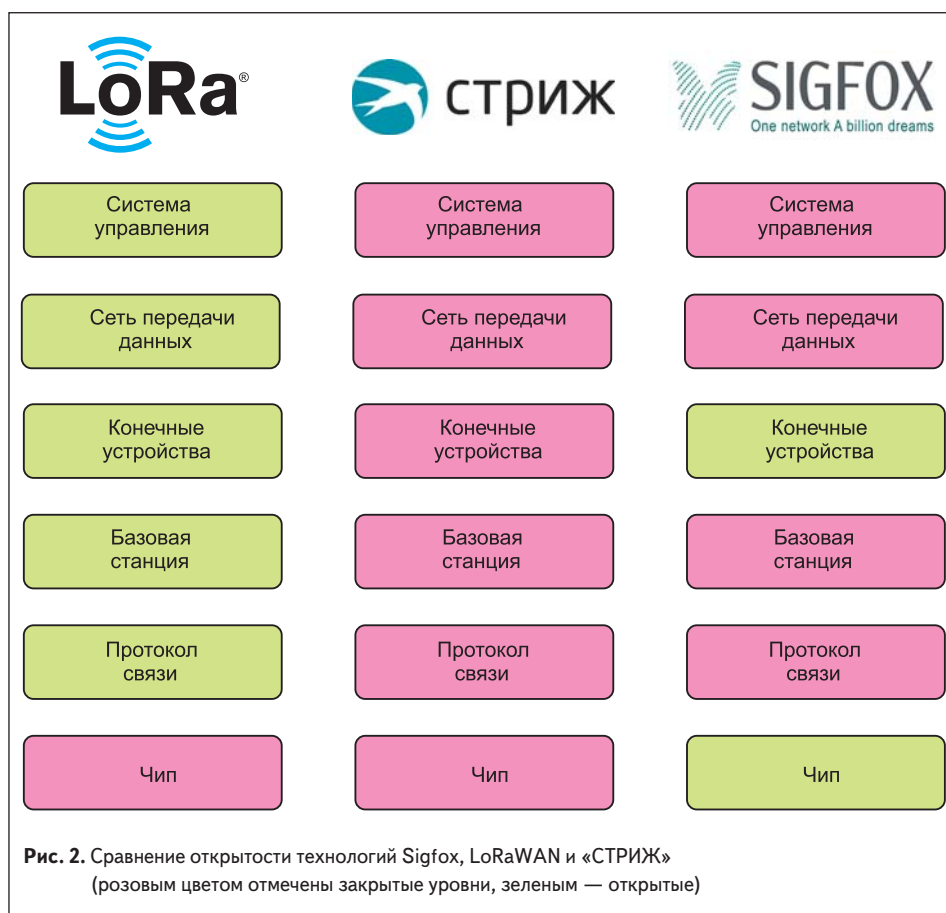 LoRa®
стриж
SIGFOX
One network A billion dreams
Система
управления
Система
управления
Система
управления
Сеть передачи
данных
Сеть передачи
данных
Сеть передачи
данных
Конечные
устройства
Конечные
устройства
Конечные
устройства
Базовая
станция
Базовая
станция
Базовая
станция
Протокол
связи
Протокол
связи
Протокол
связи
Чип
Чип
Чип
Рис. 2. Сравнение открытости технологий Sigfox, LoRaWAN и «СТРИЖ»
(розовым цветом отмечены закрытые уровни, зеленым — открытые)